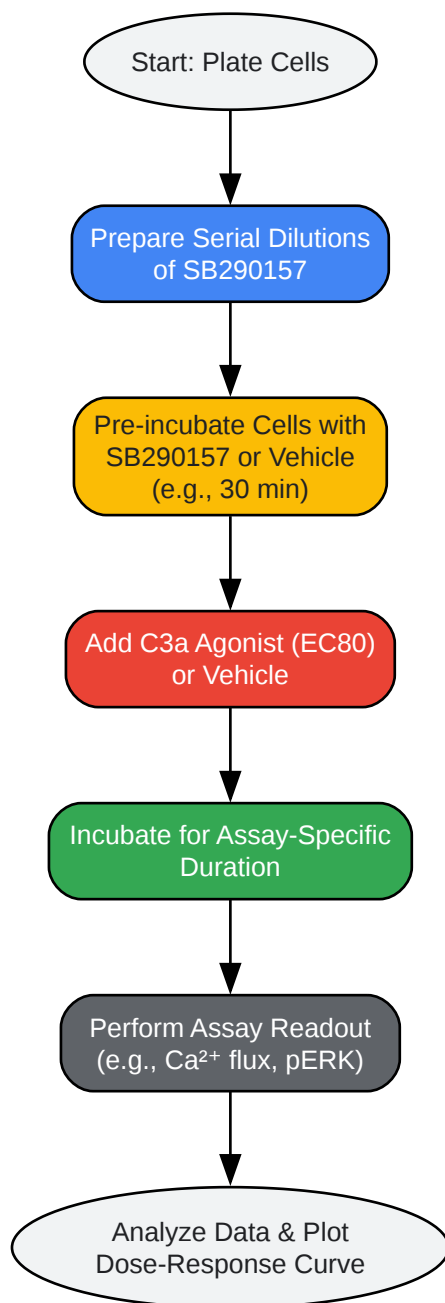 Start: Plate Cells
Prepare Serial Dilutions
of SB290157
Pre-incubate Cells with
SB290157 or Vehicle
(e.g., 30 min)
Add C3a Agonist (EC80)
or Vehicle
Incubate for Assay-Specific
Duration
Perform Assay Readout
(e.g., Ca²⁺ flux, pERK)
Analyze Data & Plot
Dose-Response Curve